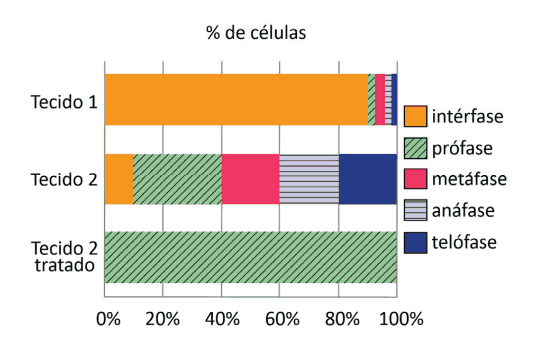 % de células
Tecido 1
Tecido 2
Tecido 2
tratado
intérfase
prófase
metáfase
anáfase
telófase
0% 20% 40% 60% 80% 100%